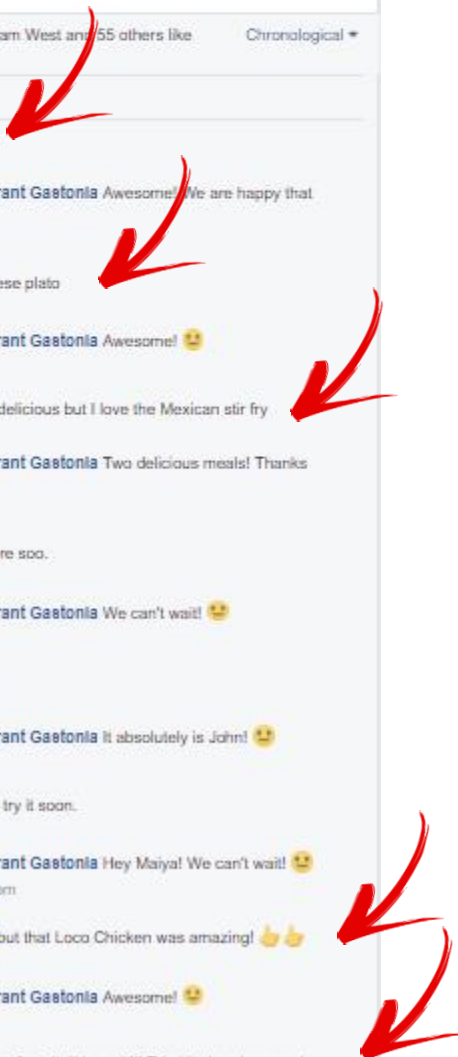 am West and 55 others like Chronological
rant Gastonia Awesome! We are happy that
ese plato
rant Gastonia Awesome!
delicious but I love the Mexican stir fry
rant Gastonia Two delicious meals! Thanks
re soo.
rant Gastonia We can't wait!
rant Gastonia It absolutely is John!
try it soon.
rant Gastonia Hey Maiya! We can't wait!
om
but that Loco Chicken was amazing!
rant Gastonia Awesome!